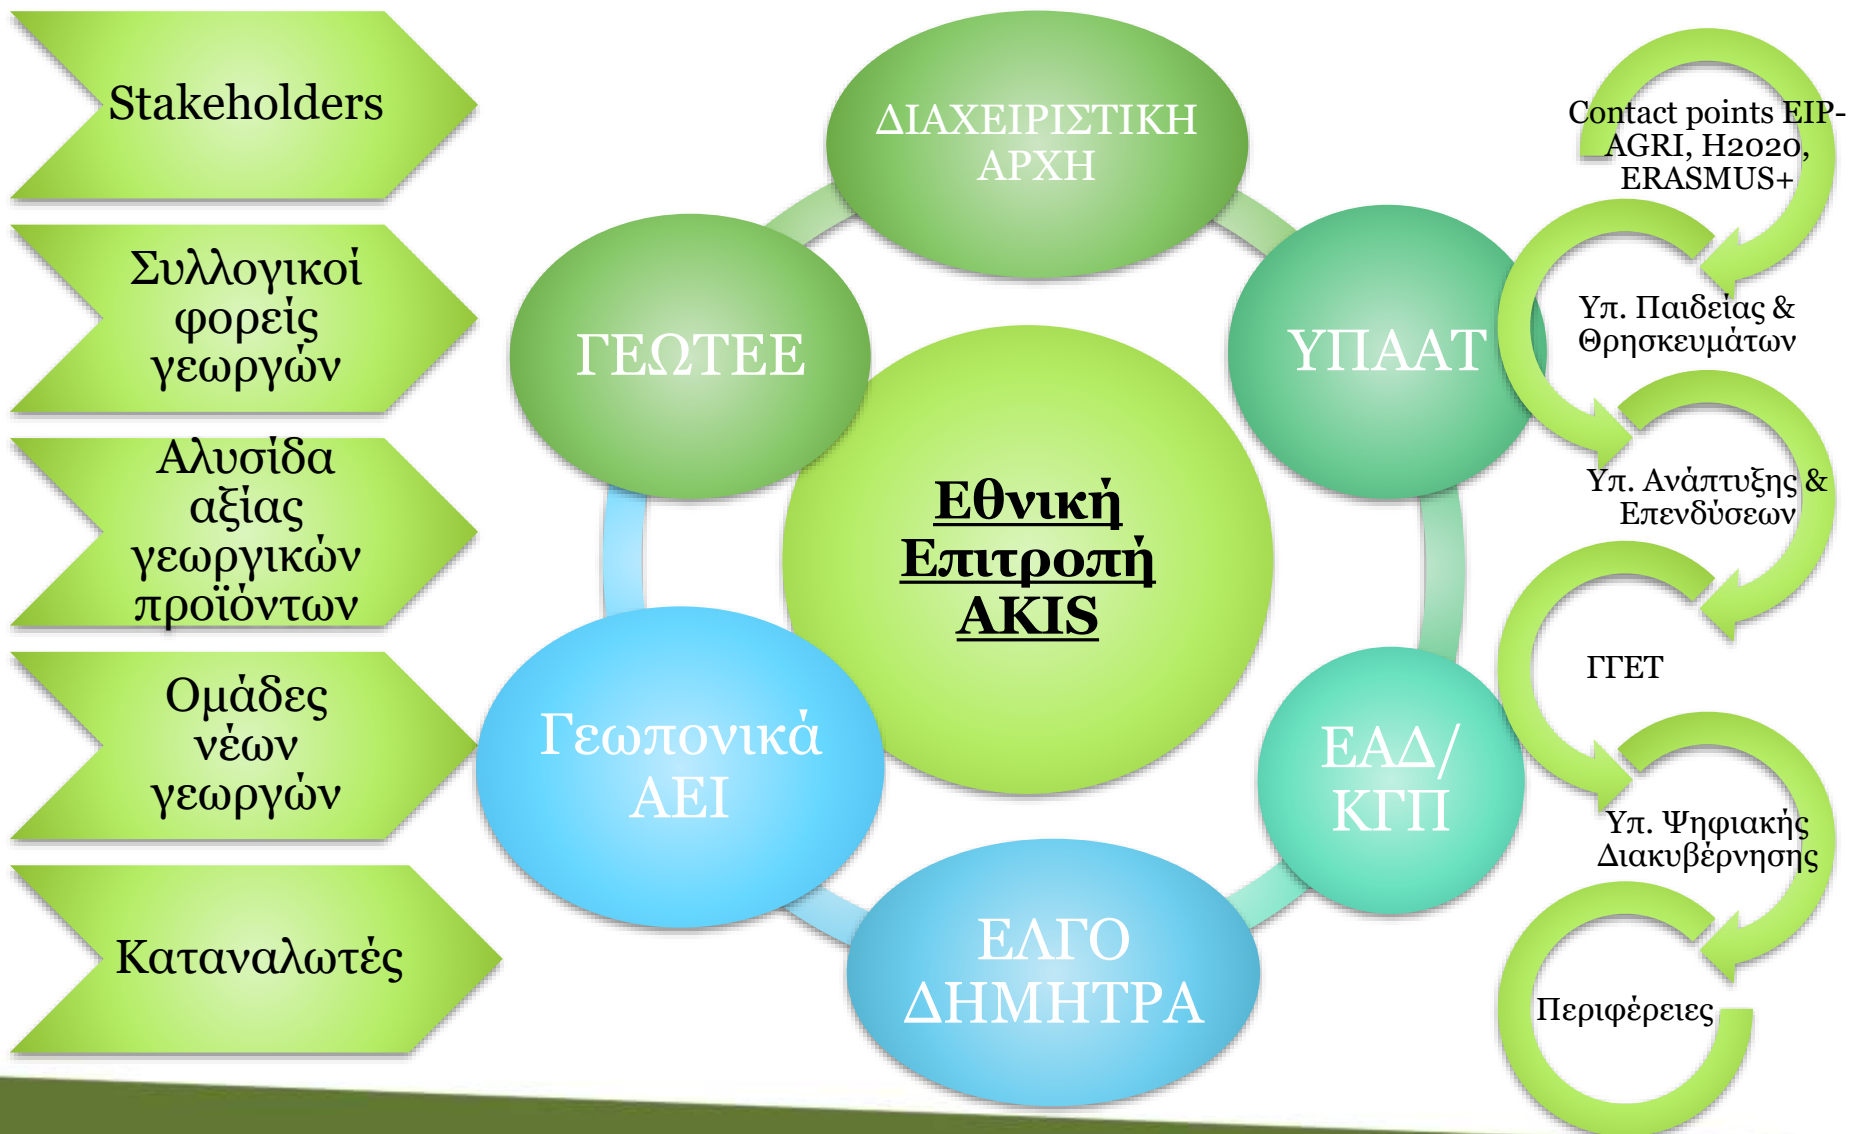 Stakeholders
Συλλογικοί
φορείς
γεωργών
Αλυσίδα
αξίας
γεωργικών
προϊόντων
Ομάδες
νέων
γεωργών
Καταναλωτές
ΔΙΑΧΕΙΡΙΣΤΙΚΗ
ΑΡΧΗ
ΓΕΩΤΕΕ
ΥΠΑΑΤ
Εθνική
Επιτροπή
AKIS
Γεωπονικά
ΑΕΙ
ΕΑΔ/
ΚΓΠ
ΕΛΓΟ
ΔΗΜΗΤΡΑ
Contact points EIP-
AGRI, H2020,
ERASMUS+
Υπ. Παιδείας &
Θρησκευμάτων
Υπ. Ανάπτυξης &
Επενδύσεων
ΓΓΕΤ
Υπ. Ψηφιακής
Διακυβέρνησης
Περιφέρειες